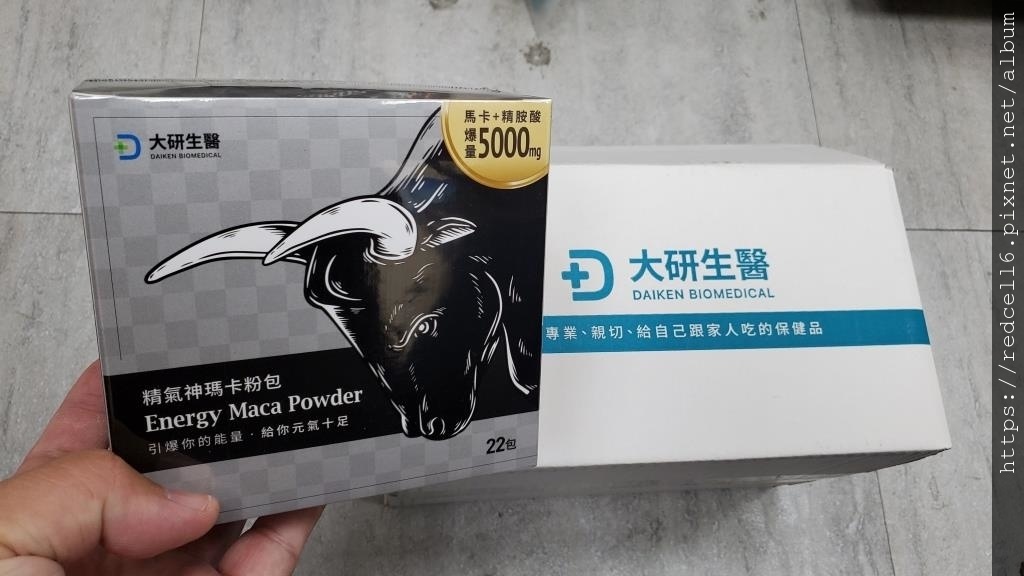 大研生醫
DAIKEN BIOMEDICAL
馬卡+精胺酸
爆量5000mg
精氣神瑪卡粉包
Energy Maca Powder
引爆你的能量・給你元氣十足
22包
大研生醫
DAIKEN BIOMEDICAL
專業、親切、給自己跟家人吃的保健品
https://redcell16.pixnet.net/album